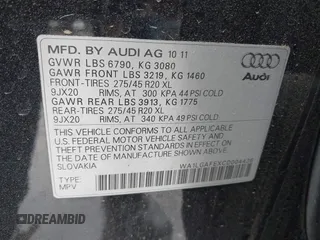 MFD. BY AUDI AG 10 11
GVWR LBS 6790, KG 3080
GAWR FRONT LBS 3219, KG 1460
FRONT-TIRES 275/45 R20 XL
9JX20 RIMS, AT 300 KPA 44 PSI COLD
GAWR REAR LBS 3913, KG 1775
REAR-TIRES 275/45 R20 XL
9JX20 RIMS, AT 340 KPA 49 PSI COLD
THIS VEHICLE CONFORMS TO ALL APPLICABLE
U.S. FEDERAL MOTOR VEHICLE SAFETY STANDARDS
IN EFFECT ON THE DATE OF MANUFACTURE SHOWN ABOVE
SLOVAKIA
TYPE:
MPV
Audi
DREAMBID